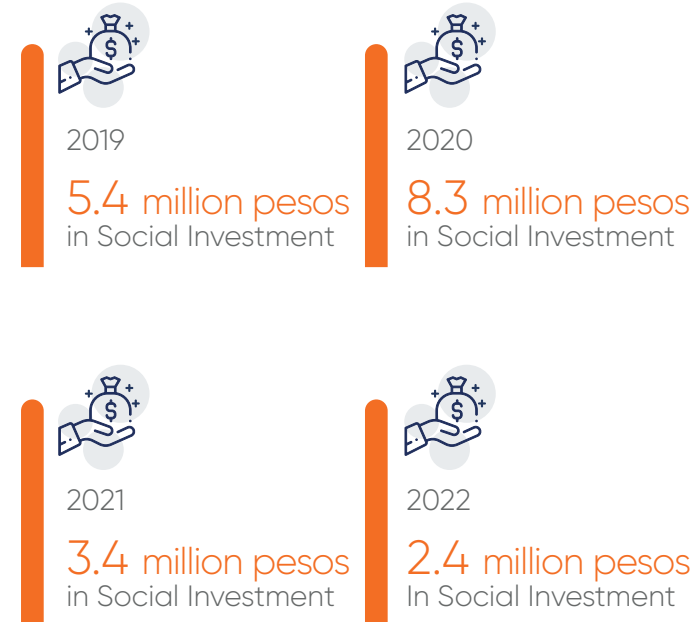 2019
5.4 million pesos
in Social Investment
2020
8.3 million pesos
in Social Investment
2021
3.4 million pesos
in Social Investment
2022
2.4 million pesos
In Social Investment